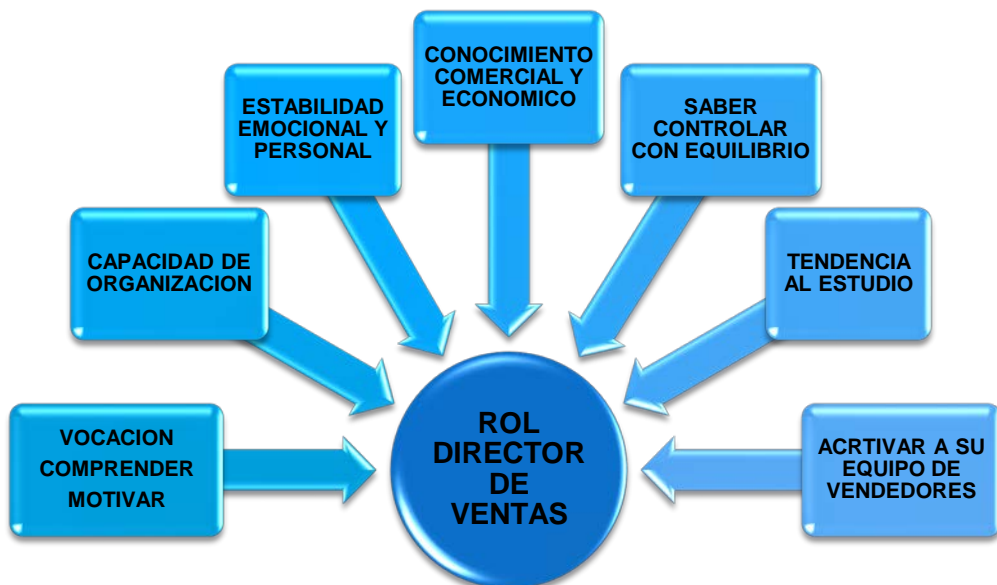 CONOCIMIENTO
COMERCIAL Y
ECONOMICO
ESTABILIDAD
EMOCIONAL Y
PERSONAL
SABER
CONTROLAR
CON EQUILIBRIO
CAPACIDAD DE
ORGANIZACION
TENDENCIA
AL ESTUDIO
VOCACION
COMPRENDER
MOTIVAR
ROL
DIRECTOR
DE
VENTAS
ACRTIVAR A SU
EQUIPO DE
VENDEDORES